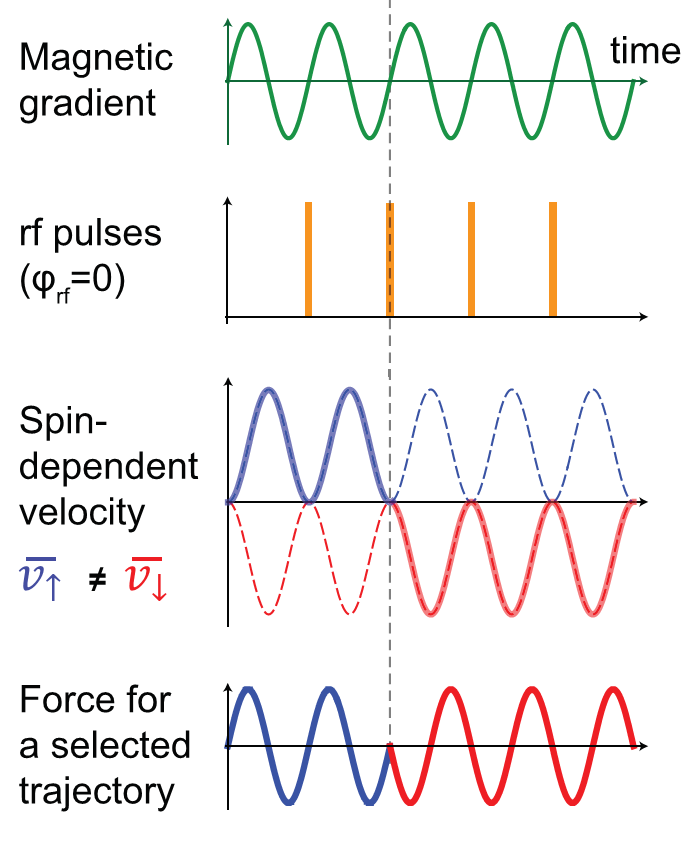 Magnetic
gradient
time
rf pulses
(φrf=0)
Spin-
dependent
velocity
v↑ ≠ v↓
Force for
a selected
trajectory